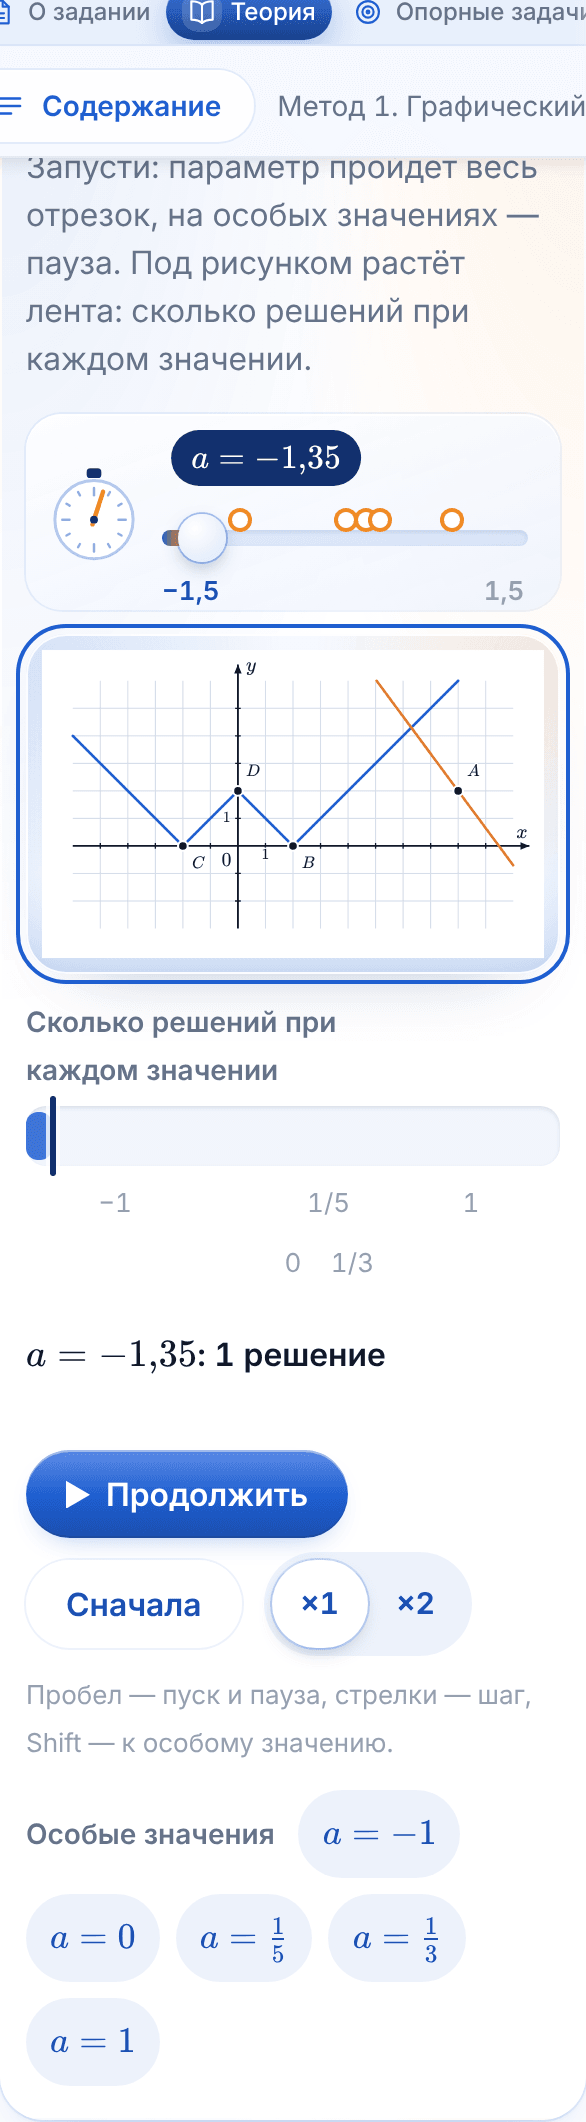 О задании
Теория
Опорные задачи
Содержание
Метод 1. Графический
Запусти: параметр пройдет весь
отрезок, на особых значениях —
пауза. Под рисунком растёт
лента: сколько решений при
каждом значении.
a = −1,35
−1,5
1,5
y
D
A
1
x
C
0
1
B
Сколько решений при
каждом значении
−1
1/5
1
0
1/3
a = −1,35: 1 решение
Продолжить
Сначала
×1
×2
Пробел — пуск и пауза, стрелки — шаг,
Shift — к особому значению.
Особые значения
a = −1
a = 0
a = 1/5
a = 1/3
a = 1